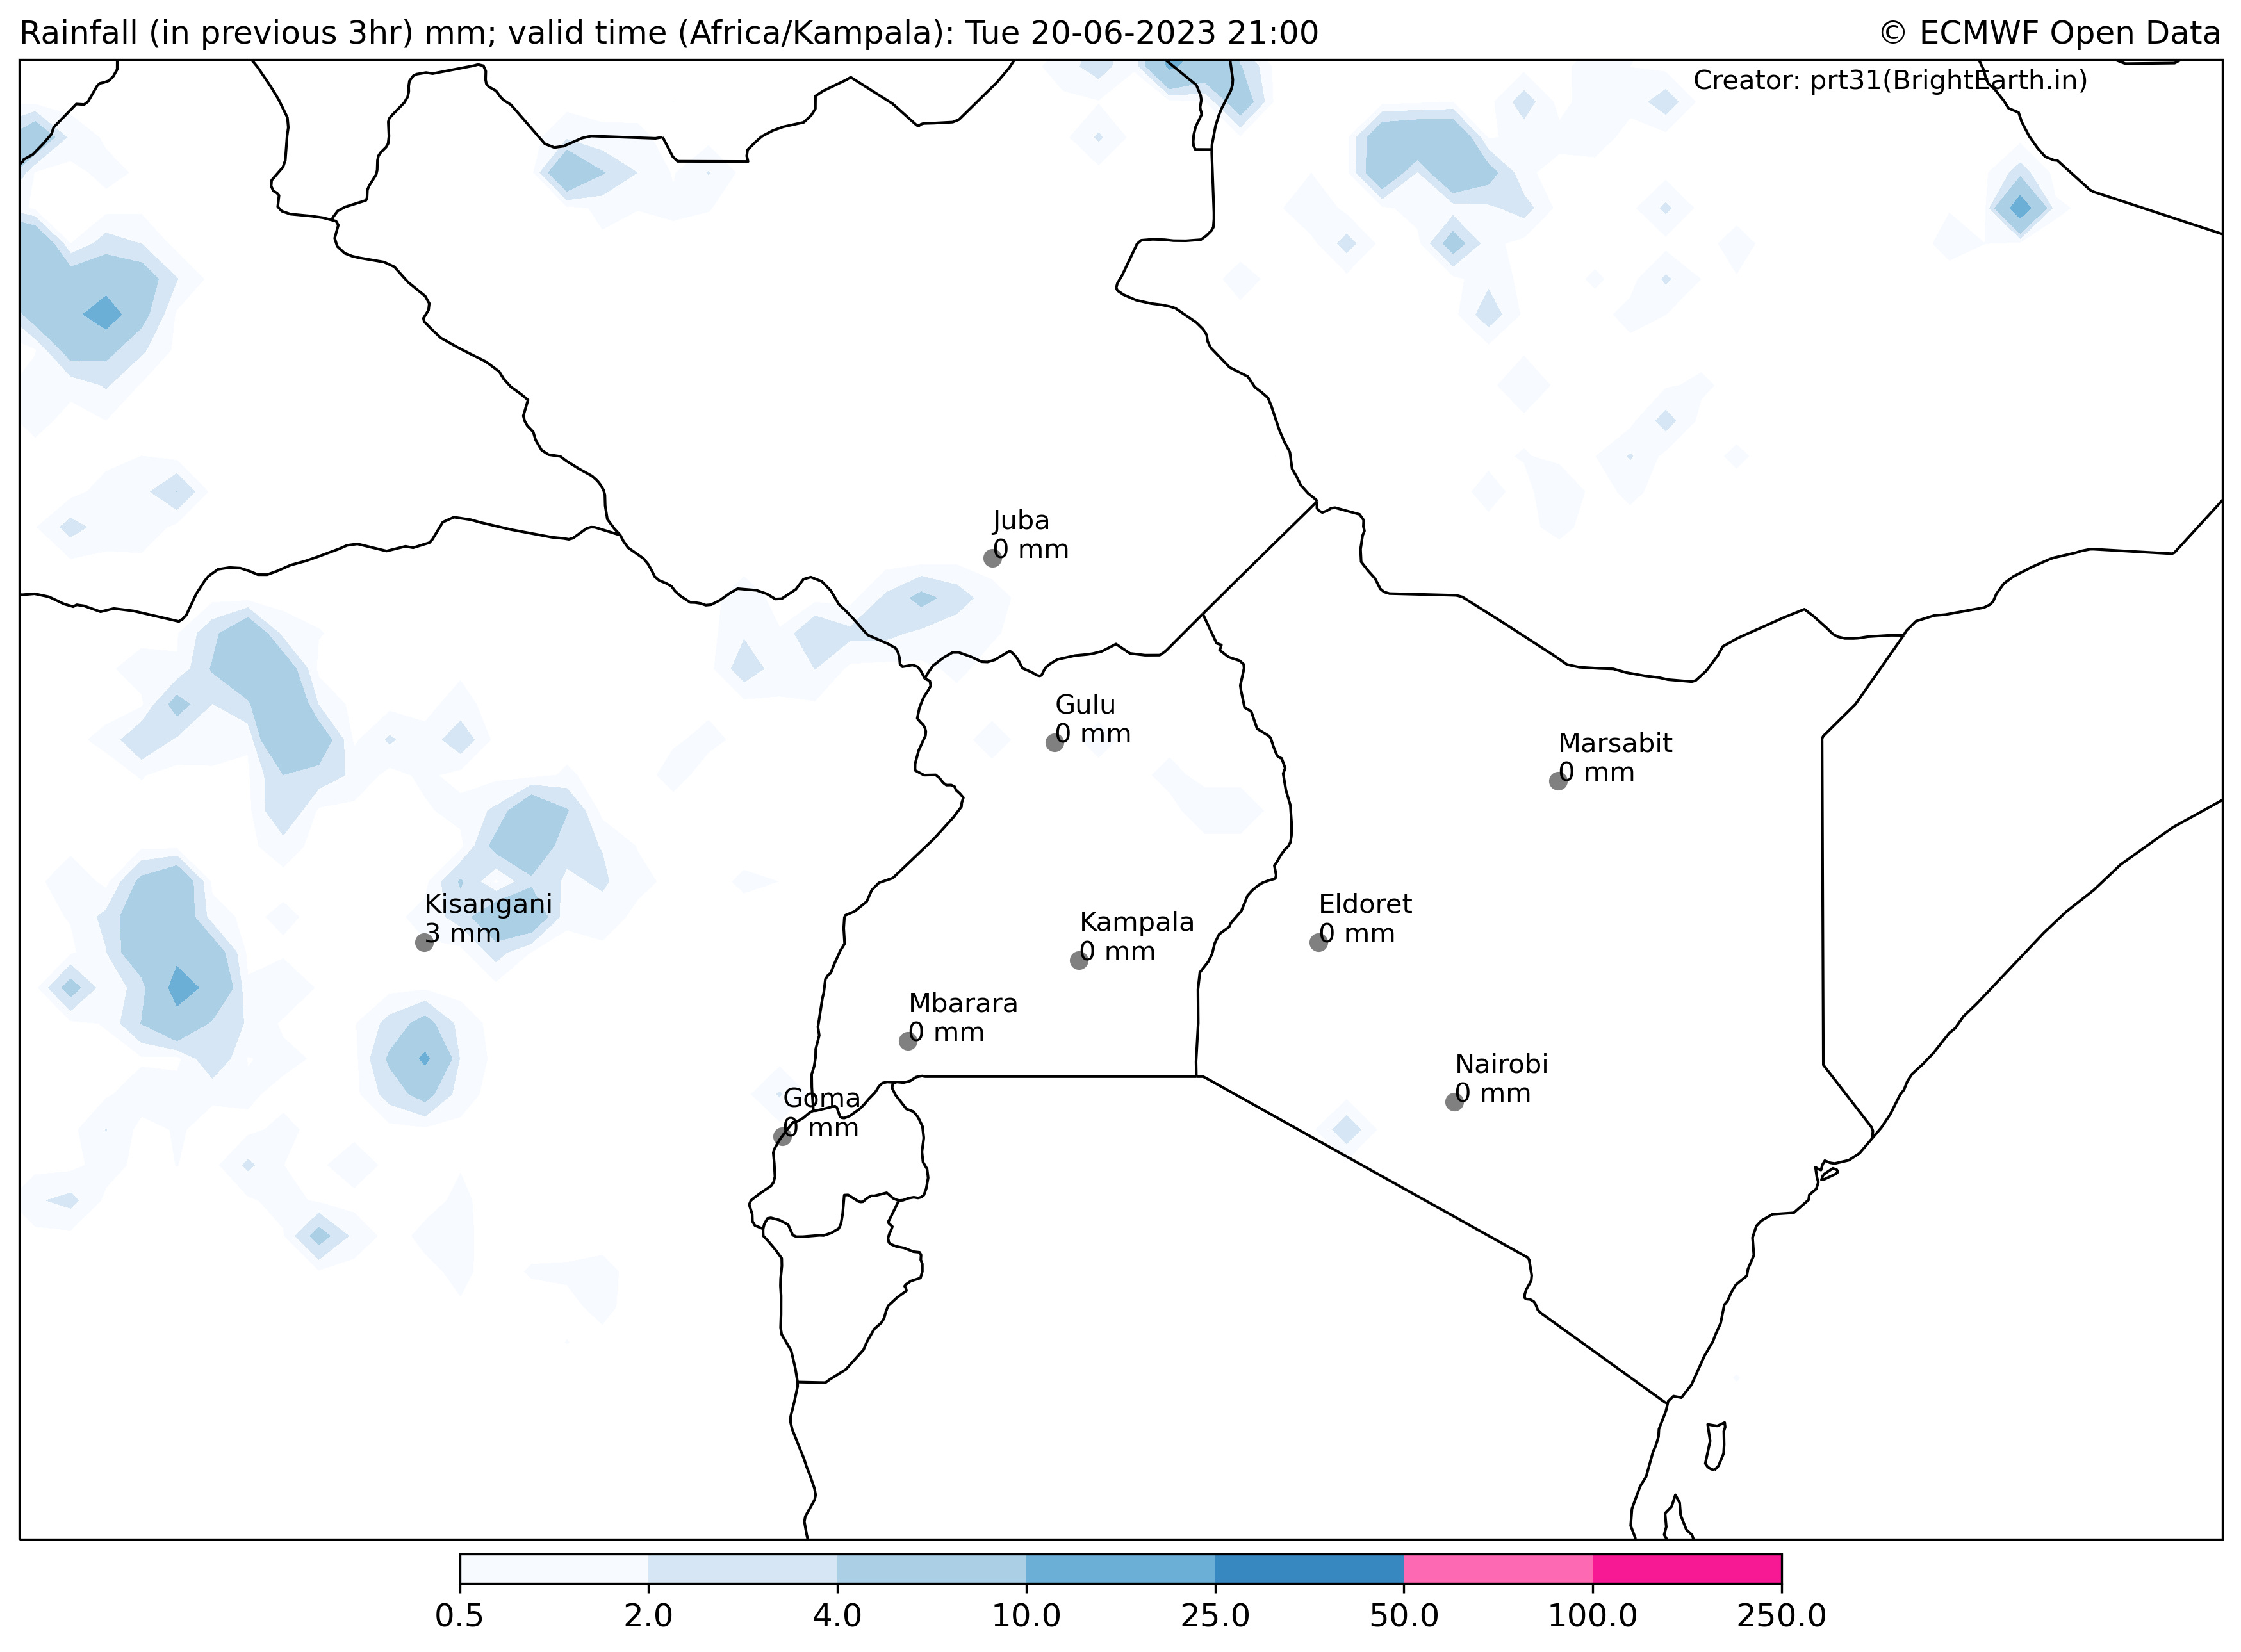 Rainfall (in previous 3hr) mm; valid time (Africa/Kampala): Tue 20-06-2023 21:00
© ECMWF Open Data
Creator: prt31(BrightEarth.in)
Juba
0 mm
Gulu
0 mm
Marsabit
0 mm
Kisangani
3 mm
Eldoret
0 mm
Kampala
0 mm
Mbarara
0 mm
Nairobi
0 mm
Goma
0 mm
0.5 2.0 4.0 10.0 25.0 50.0 100.0 250.0